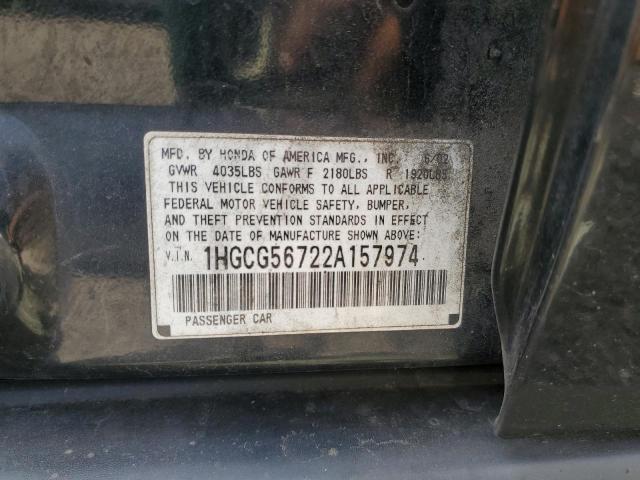 MFD. BY HONDA OF AMERICA MFG., INC. 6/02
GVWR 4035LBS GAWR F 2180LBS R 1920LBS
THIS VEHICLE CONFORMS TO ALL APPLICABLE
FEDERAL MOTOR VEHICLE SAFETY, BUMPER,
AND THEFT PREVENTION STANDARDS IN EFFECT
ON THE DATE OF MANUFACTURE SHOWN ABOVE:
V.I.N. 1HGCG56722A157974
PASSENGER CAR